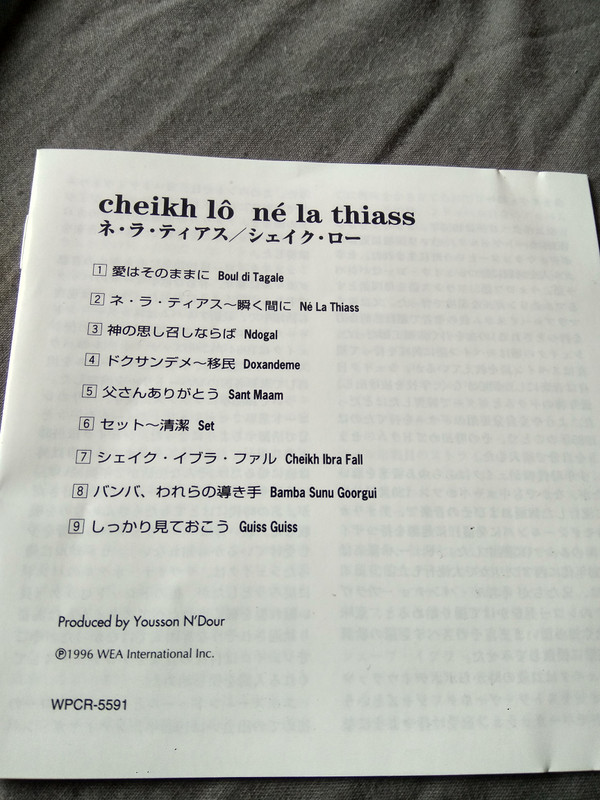 cheikh lô né la thiass
ネ・ラ・ティアス／シェイク・ロー
1 愛はそのままに Boul di Tagale
2 ネ・ラ・ティアス〜瞬く間に Né La Thiass
3 神の思し召しならば Ndogal
4 ドクサンデメ〜移民 Doxandeme
5 父さんありがとう Sant Maam
6 セット〜清潔 Set
7 シェイク・イブラ・ファル Cheikh Ibra Fall
8 バンバ、われらの導き手 Bamba Sunu Goorgui
9 しっかり見ておこう Guiss Guiss
Produced by Yousson N'Dour
℗1996 WEA International Inc.
WPCR-5591